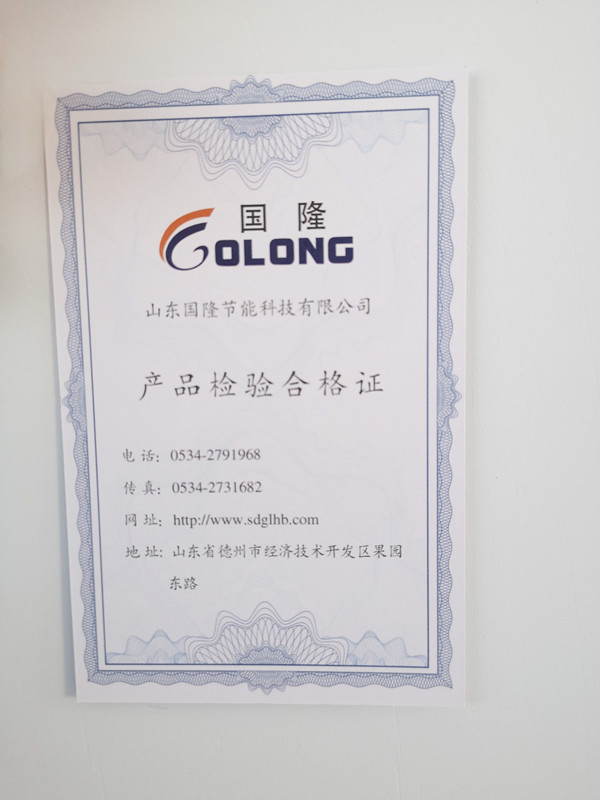 国隆
GOLONG
山东国隆节能科技有限公司
产品检验合格证
电话：0534-2791968
传真：0534-2731682
网址：http://www.sdglhb.com
地址：山东省德州市经济技术开发区果园
东路